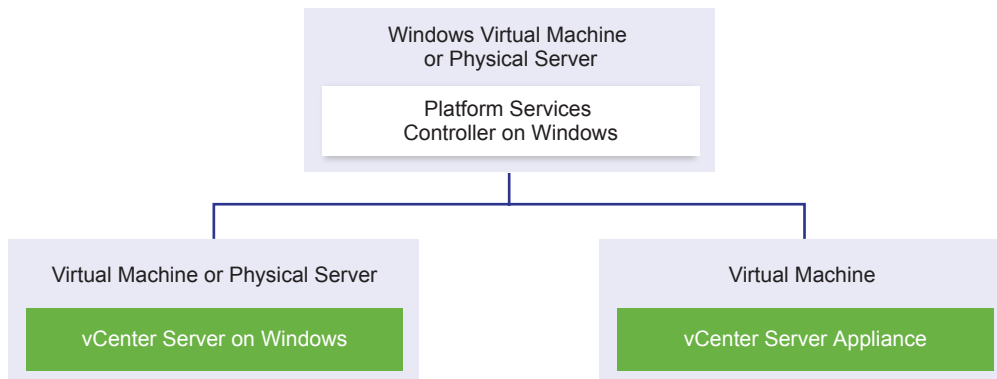 Windows Virtual Machine
or Physical Server
Platform Services
Controller on Windows
Virtual Machine or Physical Server
vCenter Server on Windows
Virtual Machine
vCenter Server Appliance